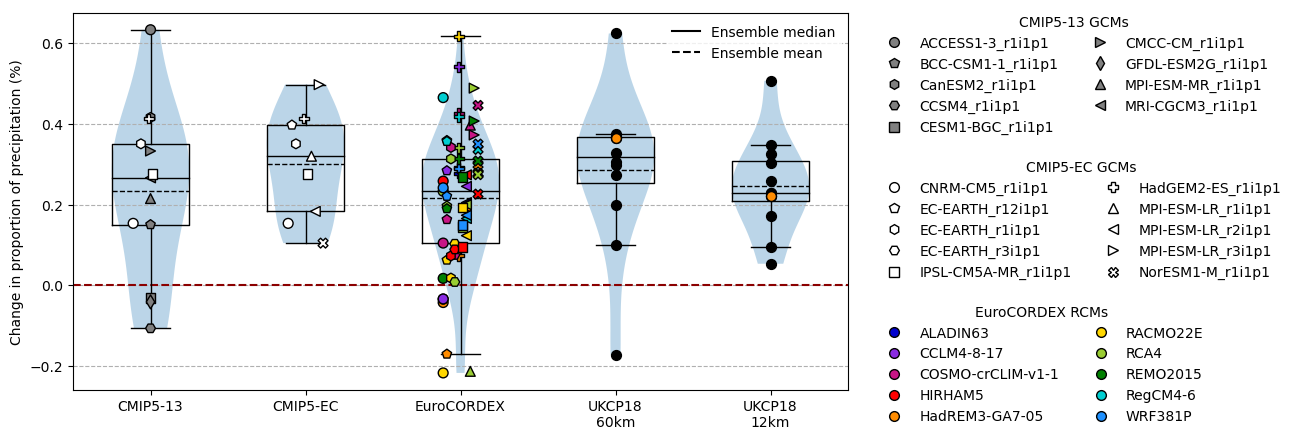 Change in proportion of precipitation (%)
0.6
0.4
0.2
0.0
−0.2
Ensemble median
Ensemble mean
CMIP5-13
CMIP5-EC
EuroCORDEX
UKCP18
60km
UKCP18
12km
CMIP5-13 GCMs
ACCESS1-3_r1i1p1
BCC-CSM1-1_r1i1p1
CanESM2_r1i1p1
CCSM4_r1i1p1
CESM1-BGC_r1i1p1
CMCC-CM_r1i1p1
GFDL-ESM2G_r1i1p1
MPI-ESM-MR_r1i1p1
MRI-CGCM3_r1i1p1
CMIP5-EC GCMs
CNRM-CM5_r1i1p1
EC-EARTH_r12i1p1
EC-EARTH_r1i1p1
EC-EARTH_r3i1p1
IPSL-CM5A-MR_r1i1p1
HadGEM2-ES_r1i1p1
MPI-ESM-LR_r1i1p1
MPI-ESM-LR_r2i1p1
MPI-ESM-LR_r3i1p1
NorESM1-M_r1i1p1
EuroCORDEX RCMs
ALADIN63
CCLM4-8-17
COSMO-crCLIM-v1-1
HIRHAM5
HadREM3-GA7-05
RACMO22E
RCA4
REMO2015
RegCM4-6
WRF381P